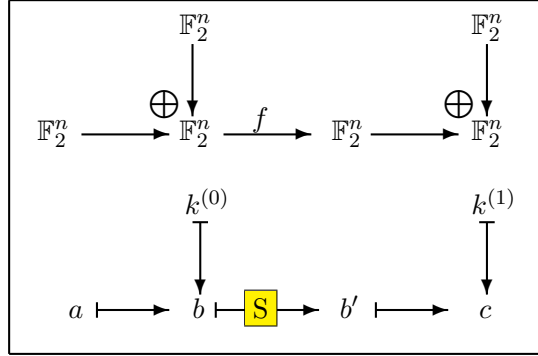 𝔽₂ⁿ 𝔽₂ⁿ
⊕ ⊕
𝔽₂ⁿ 𝔽₂ⁿ f 𝔽₂ⁿ 𝔽₂ⁿ
k⁽⁰⁾ k⁽¹⁾
a b S b′ c